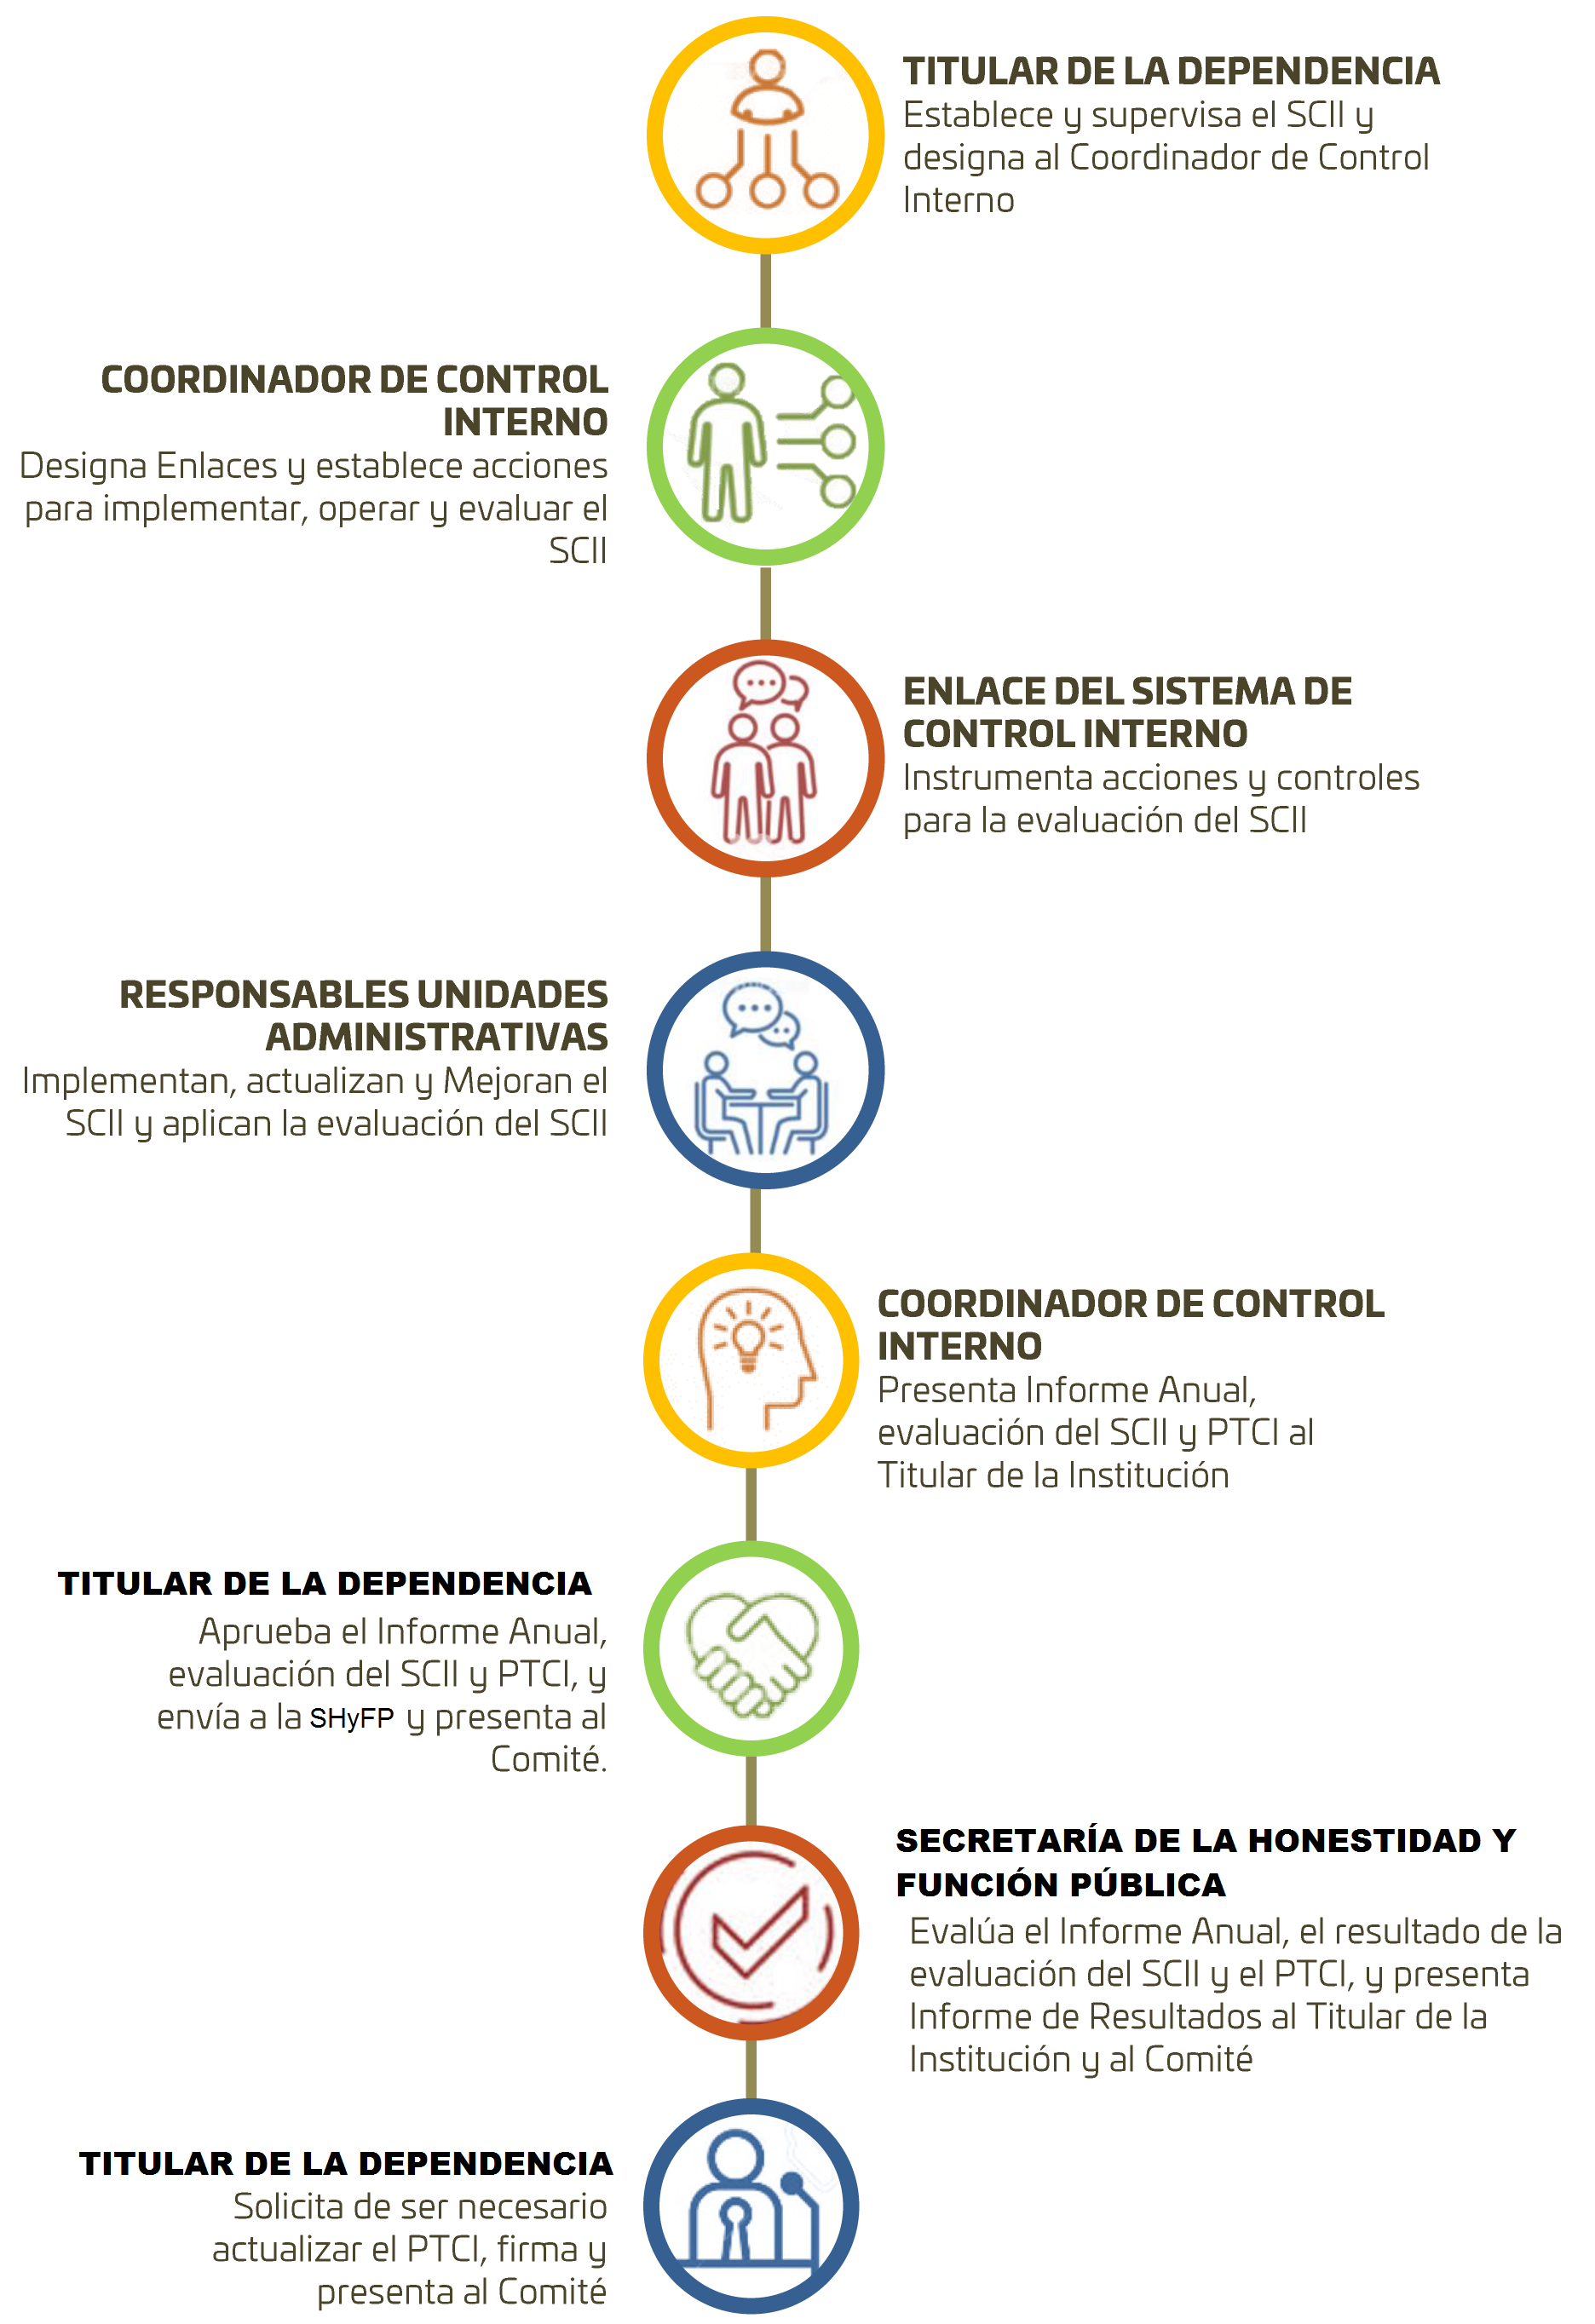 TITULAR DE LA DEPENDENCIA
Establece y supervisa el SCII y
designa al Coordinador de Control
Interno
COORDINADOR DE CONTROL
INTERNO
Designa Enlaces y establece acciones
para implementar, operar y evaluar el
SCII
ENLACE DEL SISTEMA DE
CONTROL INTERNO
Instrumenta acciones y controles
para la evaluación del SCII
RESPONSABLES UNIDADES
ADMINISTRATIVAS
Implementan, actualizan y Mejoran el
SCII y aplican la evaluación del SCII
COORDINADOR DE CONTROL
INTERNO
Presenta Informe Anual,
evaluación del SCII y PTCI al
Titular de la Institución
TITULAR DE LA DEPENDENCIA
Aprueba el Informe Anual,
evaluación del SCII y PTCI, y
envía a la SHyFP y presenta al
Comité.
SECRETARÍA DE LA HONESTIDAD Y
FUNCIÓN PÚBLICA
Evalúa el Informe Anual, el resultado de la
evaluación del SCII y el PTCI, y presenta
Informe de Resultados al Titular de la
Institución y al Comité
TITULAR DE LA DEPENDENCIA
Solicita de ser necesario
actualizar el PTCI, firma y
presenta al Comité